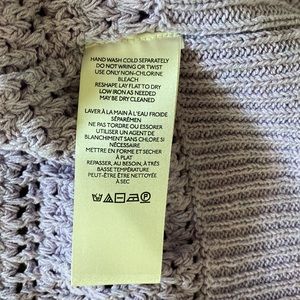 HAND WASH COLD SEPARATELY
DO NOT WRING OR TWIST
USE ONLY NON-CHLORINE
BLEACH
RESHAPE LAY FLAT TO DRY
LOW IRON AS NEEDED
MAY BE DRY CLEANED
LAVER À LA MAIN À L'EAU FROIDE
SÉPARÉMENT
NE PAS TORDRE OU ESSORER
UTILISER UN AGENT DE
BLANCHIMENT SANS CHLORE SI
NÉCESSAIRE
METTRE EN FORME ET SECHER
À PLAT
REPASSER, AU BESOIN, À TRÈS
BASSE TEMPÉRATURE
PEUT-ÊTRE ÊTRE NETTOYÉE
À SEC